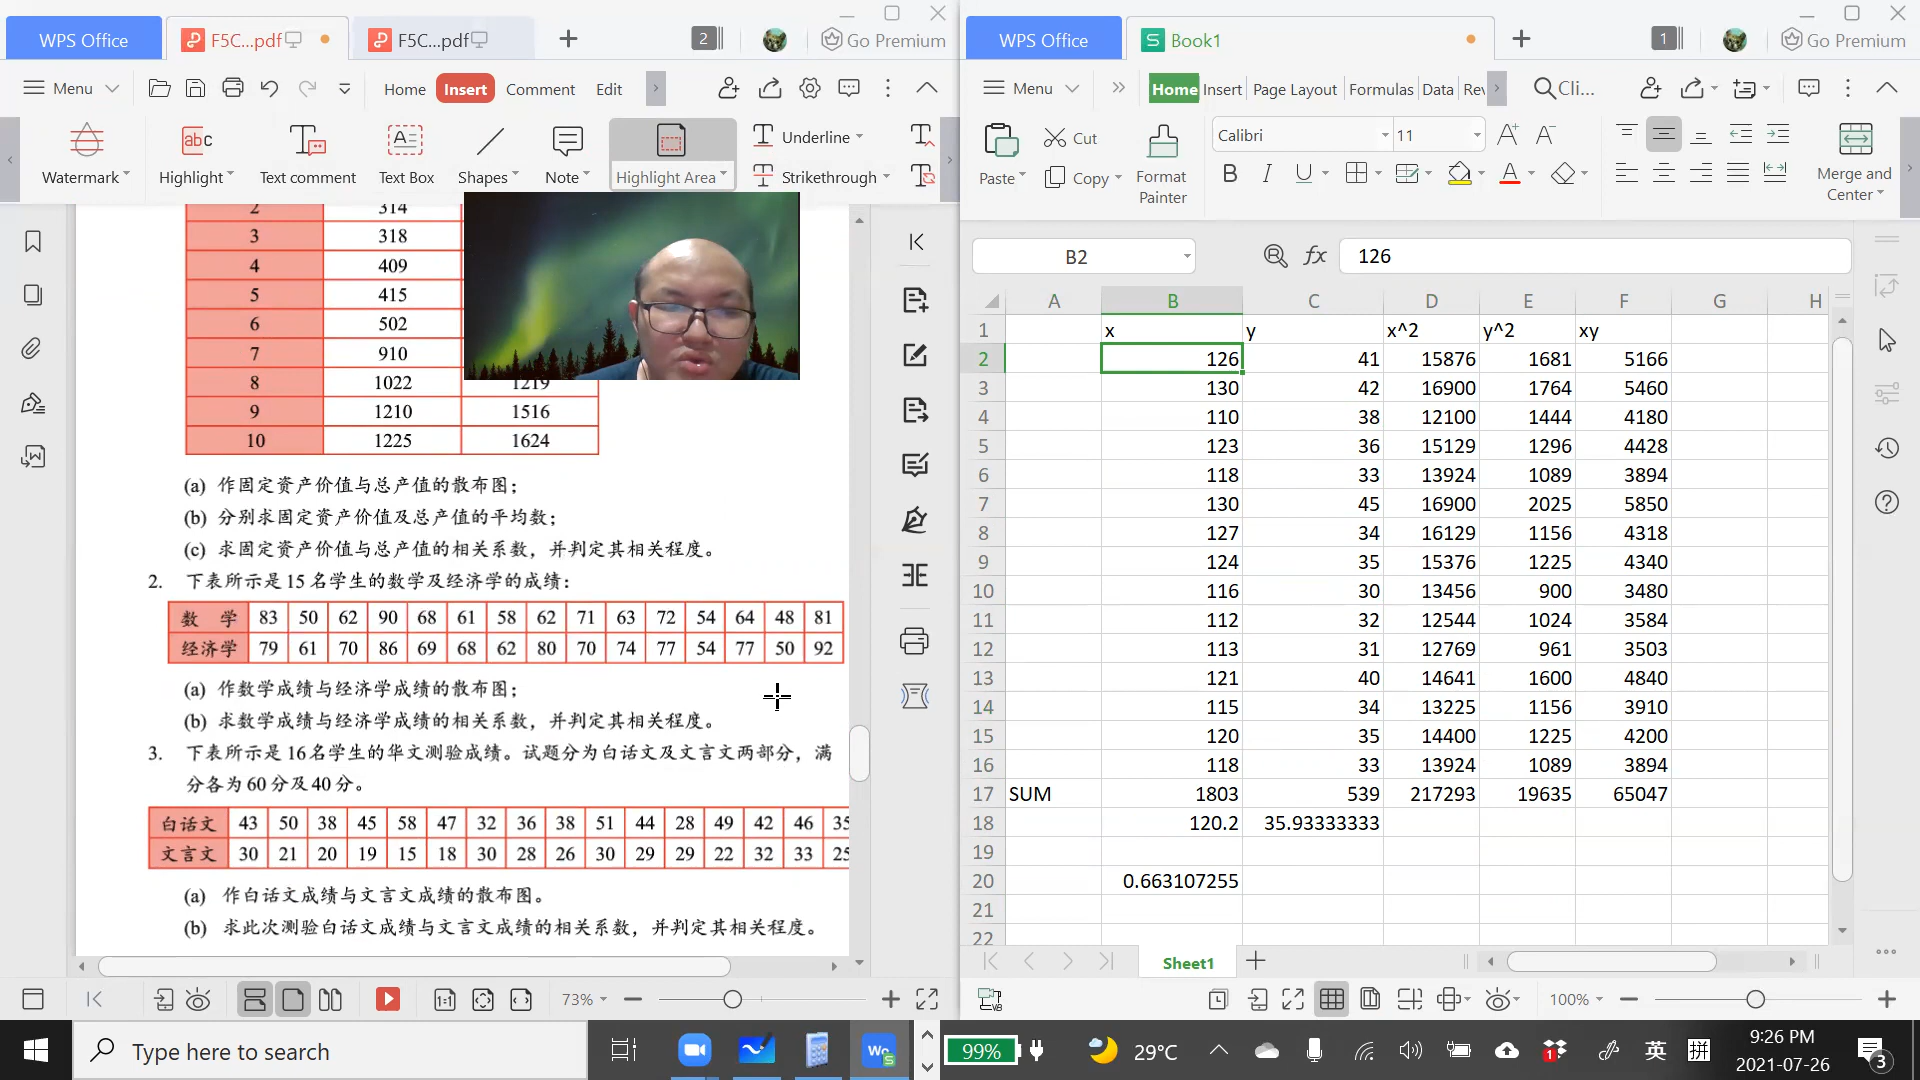 WPS Office F5C...pdf F5C...pdf 2 Go Premium
Menu Home Insert Comment Edit
Watermark Highlight Text comment Text Box Shapes Note Highlight Area Underline Strikethrough
2 314
3 318
4 409
5 415
6 502
7 910
8 1022 1219
9 1210 1516
10 1225 1624
(a) 作固定资产价值与总产值的散布图；
(b) 分别求固定资产价值及总产值的平均数；
(c) 求固定资产价值与总产值的相关系数，并判定其相关程度。
2. 下表所示是15名学生的数学及经济学的成绩：
数 学 83 50 62 90 68 61 58 62 71 63 72 54 64 48 81
经济学 79 61 70 86 69 68 62 80 70 74 77 54 77 50 92
(a) 作数学成绩与经济学成绩的散布图；
(b) 求数学成绩与经济学成绩的相关系数，并判定其相关程度。
3. 下表所示是16名学生的华文测验成绩。试题分为白话文及文言文两部分，满
分各为60分及40分。
白话文 43 50 38 45 58 47 32 36 38 51 44 28 49 42 46 35
文言文 30 21 20 19 15 18 30 28 26 30 29 29 22 32 33 25
(a) 作白话文成绩与文言文成绩的散布图。
(b) 求此次测验白话文成绩与文言文成绩的相关系数，并判定其相关程度。
73%
WPS Office Book1 1 Go Premium
Menu Home Insert Page Layout Formulas Data Rev Cli...
Paste Cut Copy Format Painter Calibri 11 A+ A- B I U A Merge and Center
B2 fx 126
A B C D E F G H
1 x y x^2 y^2 xy
2 126 41 15876 1681 5166
3 130 42 16900 1764 5460
4 110 38 12100 1444 4180
5 123 36 15129 1296 4428
6 118 33 13924 1089 3894
7 130 45 16900 2025 5850
8 127 34 16129 1156 4318
9 124 35 15376 1225 4340
10 116 30 13456 900 3480
11 112 32 12544 1024 3584
12 113 31 12769 961 3503
13 121 40 14641 1600 4840
14 115 34 13225 1156 3910
15 120 35 14400 1225 4200
16 118 33 13924 1089 3894
17 SUM 1803 539 217293 19635 65047
18 120.2 35.93333333
19
20 0.663107255
21
22
Sheet1
100%
Type here to search 99% 29°C 英 拼 9:26 PM
2021-07-26 3